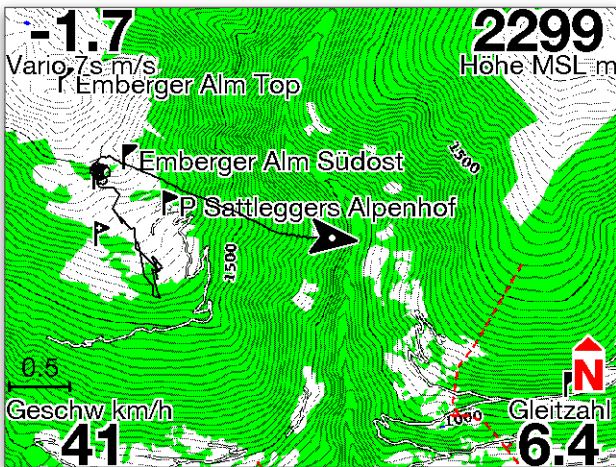 -1.7
2299
Vario 7s m/s
Höhe MSL m
Emberger Alm Top
1500
Emberger Alm Südost
P Sattleggers Alpenhof
1500
0.5
N
Geschw km/h
1000
Gleitzahl
41
6.4